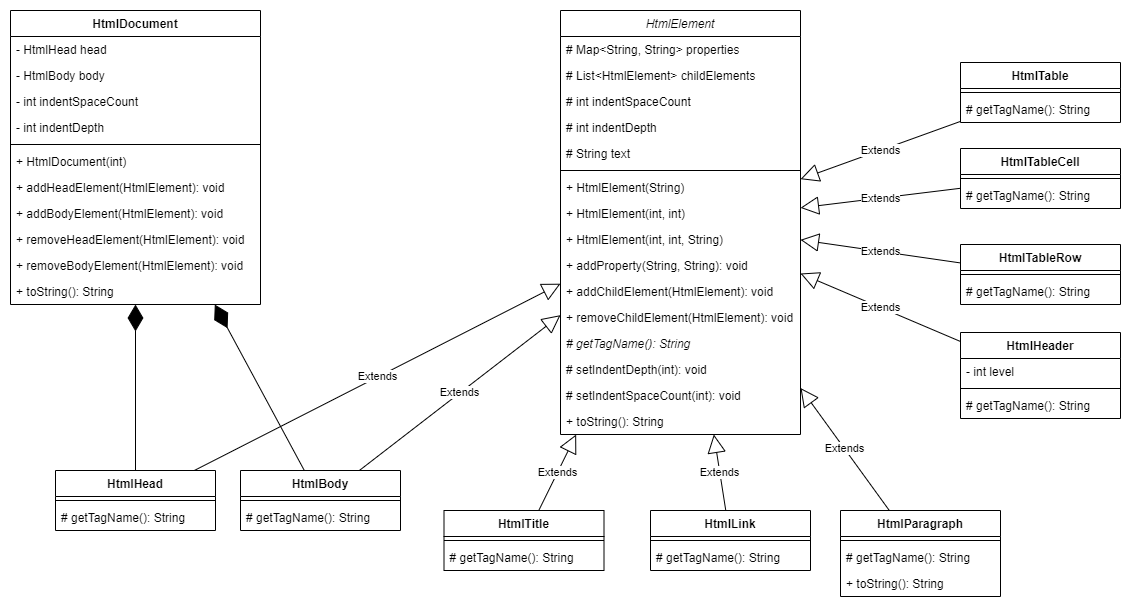 HtmlDocument
- HtmlHead head
- HtmlBody body
- int indentSpaceCount
- int indentDepth
+ HtmlDocument(int)
+ addHeadElement(HtmlElement): void
+ addBodyElement(HtmlElement): void
+ removeHeadElement(HtmlElement): void
+ removeBodyElement(HtmlElement): void
+ toString(): String
HtmlElement
# Map<String, String> properties
# List<HtmlElement> childElements
# int indentSpaceCount
# int indentDepth
# String text
+ HtmlElement(String)
+ HtmlElement(int, int)
+ HtmlElement(int, int, String)
+ addProperty(String, String): void
+ addChildElement(HtmlElement): void
+ removeChildElement(HtmlElement): void
# getTagName(): String
# setIndentDepth(int): void
# setIndentSpaceCount(int): void
+ toString(): String
HtmlTable
# getTagName(): String
Extends
HtmlTableCell
# getTagName(): String
Extends
HtmlTableRow
# getTagName(): String
Extends
HtmlHeader
- int level
# getTagName(): String
Extends
Extends
Extends
HtmlHead
# getTagName(): String
HtmlBody
# getTagName(): String
Extends
Extends
Extends
HtmlTitle
# getTagName(): String
HtmlLink
# getTagName(): String
HtmlParagraph
# getTagName(): String
+ toString(): String